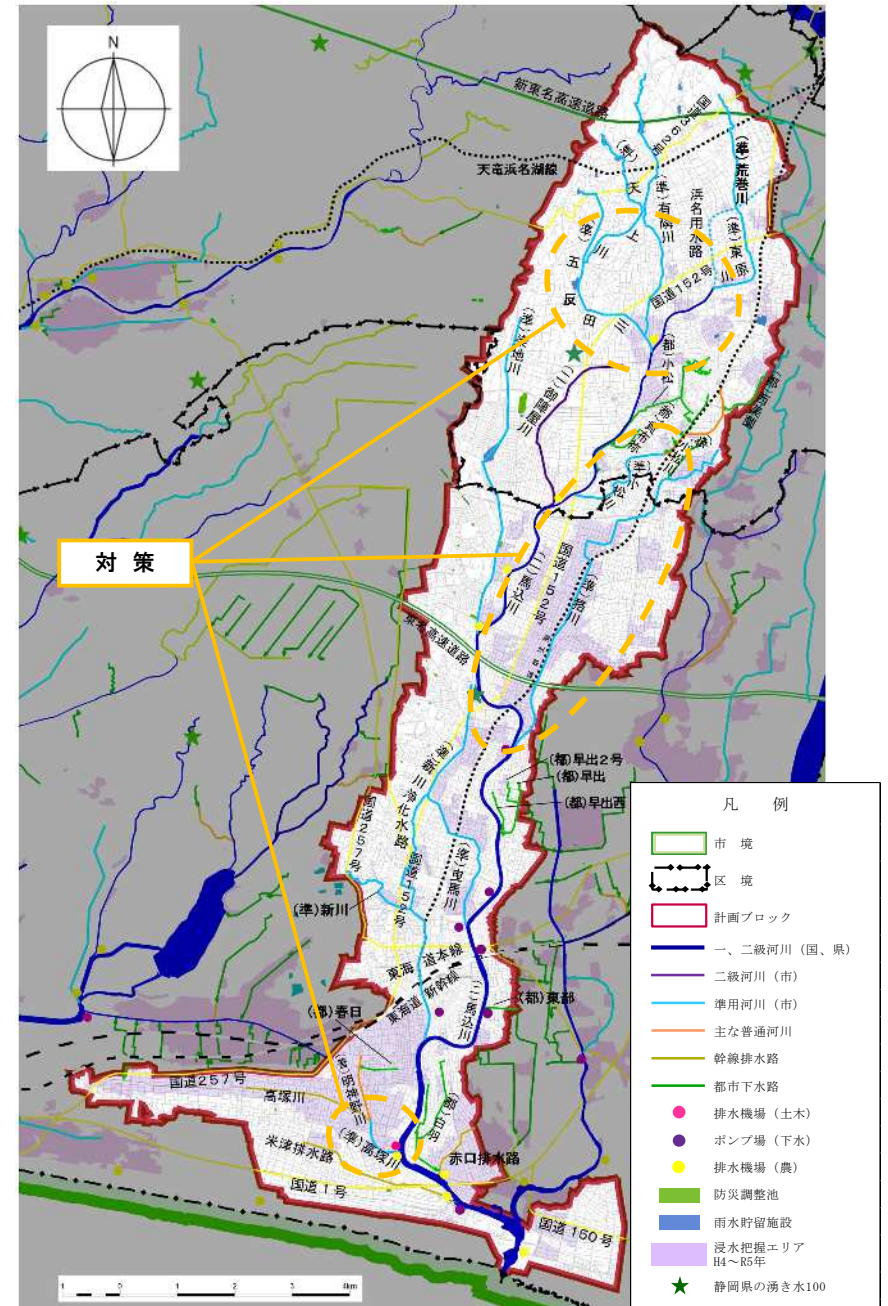 N
新東名高速道路
国道362号
天竜浜名湖線
(準)
天
上
川
(準)有隠川
(準)荒巻川
浜名用水路
(準)東
原
川
(準)
五
反
田
川
国道152号
(二)御陣屋川
(都)小松
(準)
小
松
川
対 策
国道152号
(二)馬込川
東名高速道路
(都)早出2号
(都)早出
(都)早出西
(準)新川
浄化水路
国道257号
国道152号
(準)曳馬川
(準)新川
東海道本線
東海道新幹線
(二)馬込川
(都)東部
(都)春日
国道257号
高塚川
(都)白羽
(準)高塚川
米津排水路
赤口排水路
国道1号
国道150号
1 0 1 2 3 4km
凡 例
市 境
区 境
計画ブロック
一、二級河川(国、県)
二級河川(市)
準用河川(市)
主な普通河川
幹線排水路
都市下水路
排水機場(土木)
ポンプ場(下水)
排水機場(農)
防災調整池
雨水貯留施設
浸水把握エリア
H4~R5年
静岡県の湧き水100